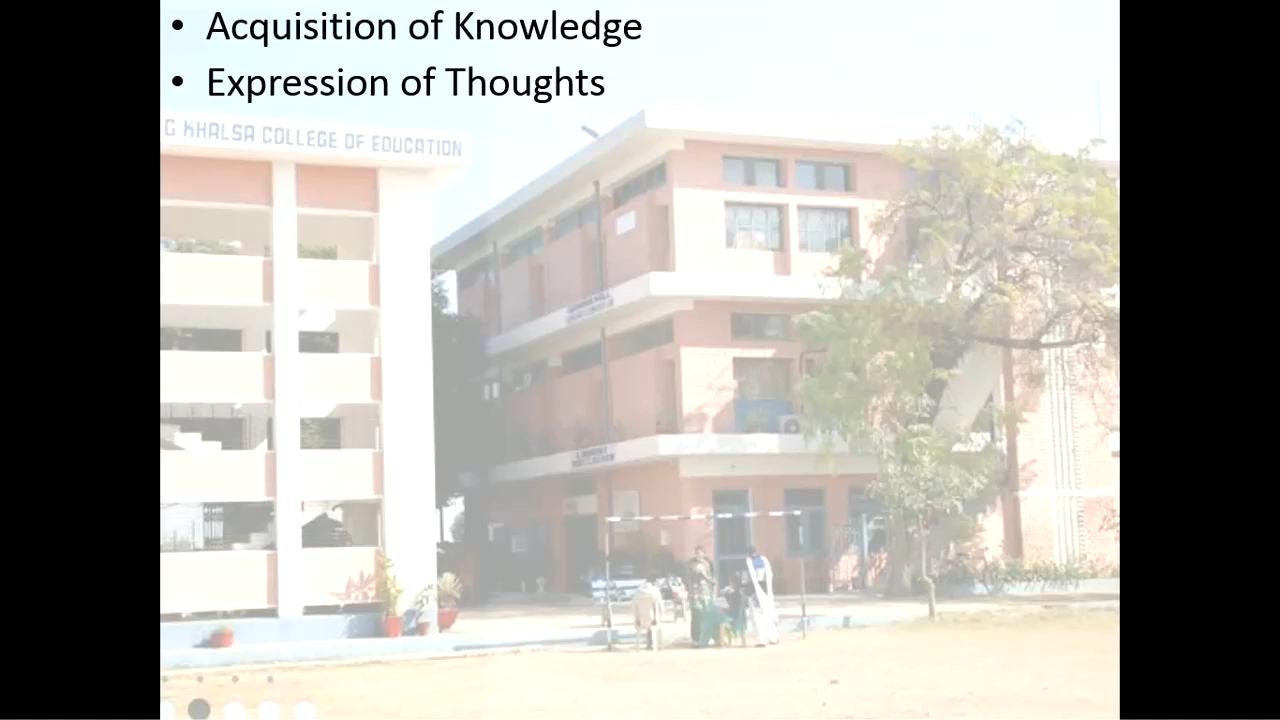 • Acquisition of Knowledge
• Expression of Thoughts
G KHALSA COLLEGE OF EDUCATION